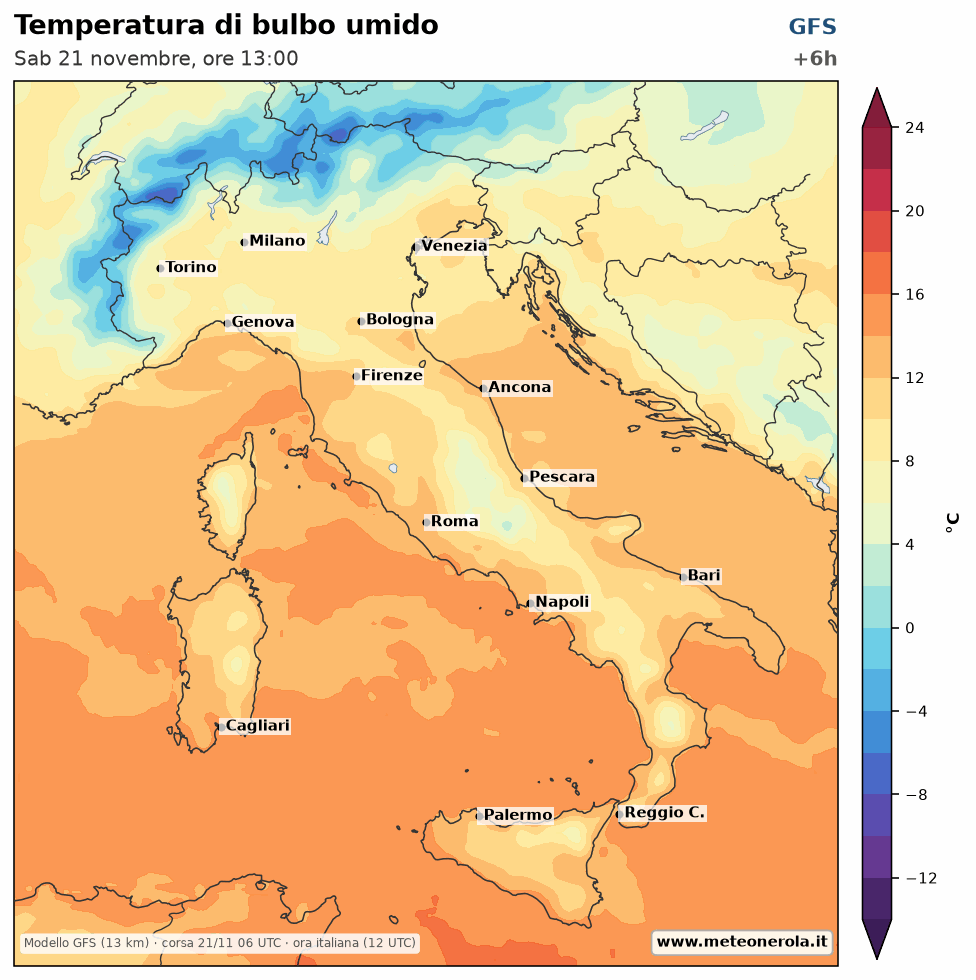 Temperatura di bulbo umido
GFS
Sab 21 novembre, ore 13:00
+6h
Milano
Venezia
Torino
Genova
Bologna
Firenze
Ancona
Pescara
Roma
Bari
Napoli
Cagliari
Palermo
Reggio C.
24
20
16
12
8
4
0
−4
−8
−12
°C
Modello GFS (13 km) · corsa 21/11 06 UTC · ora italiana (12 UTC)
www.meteonerola.it